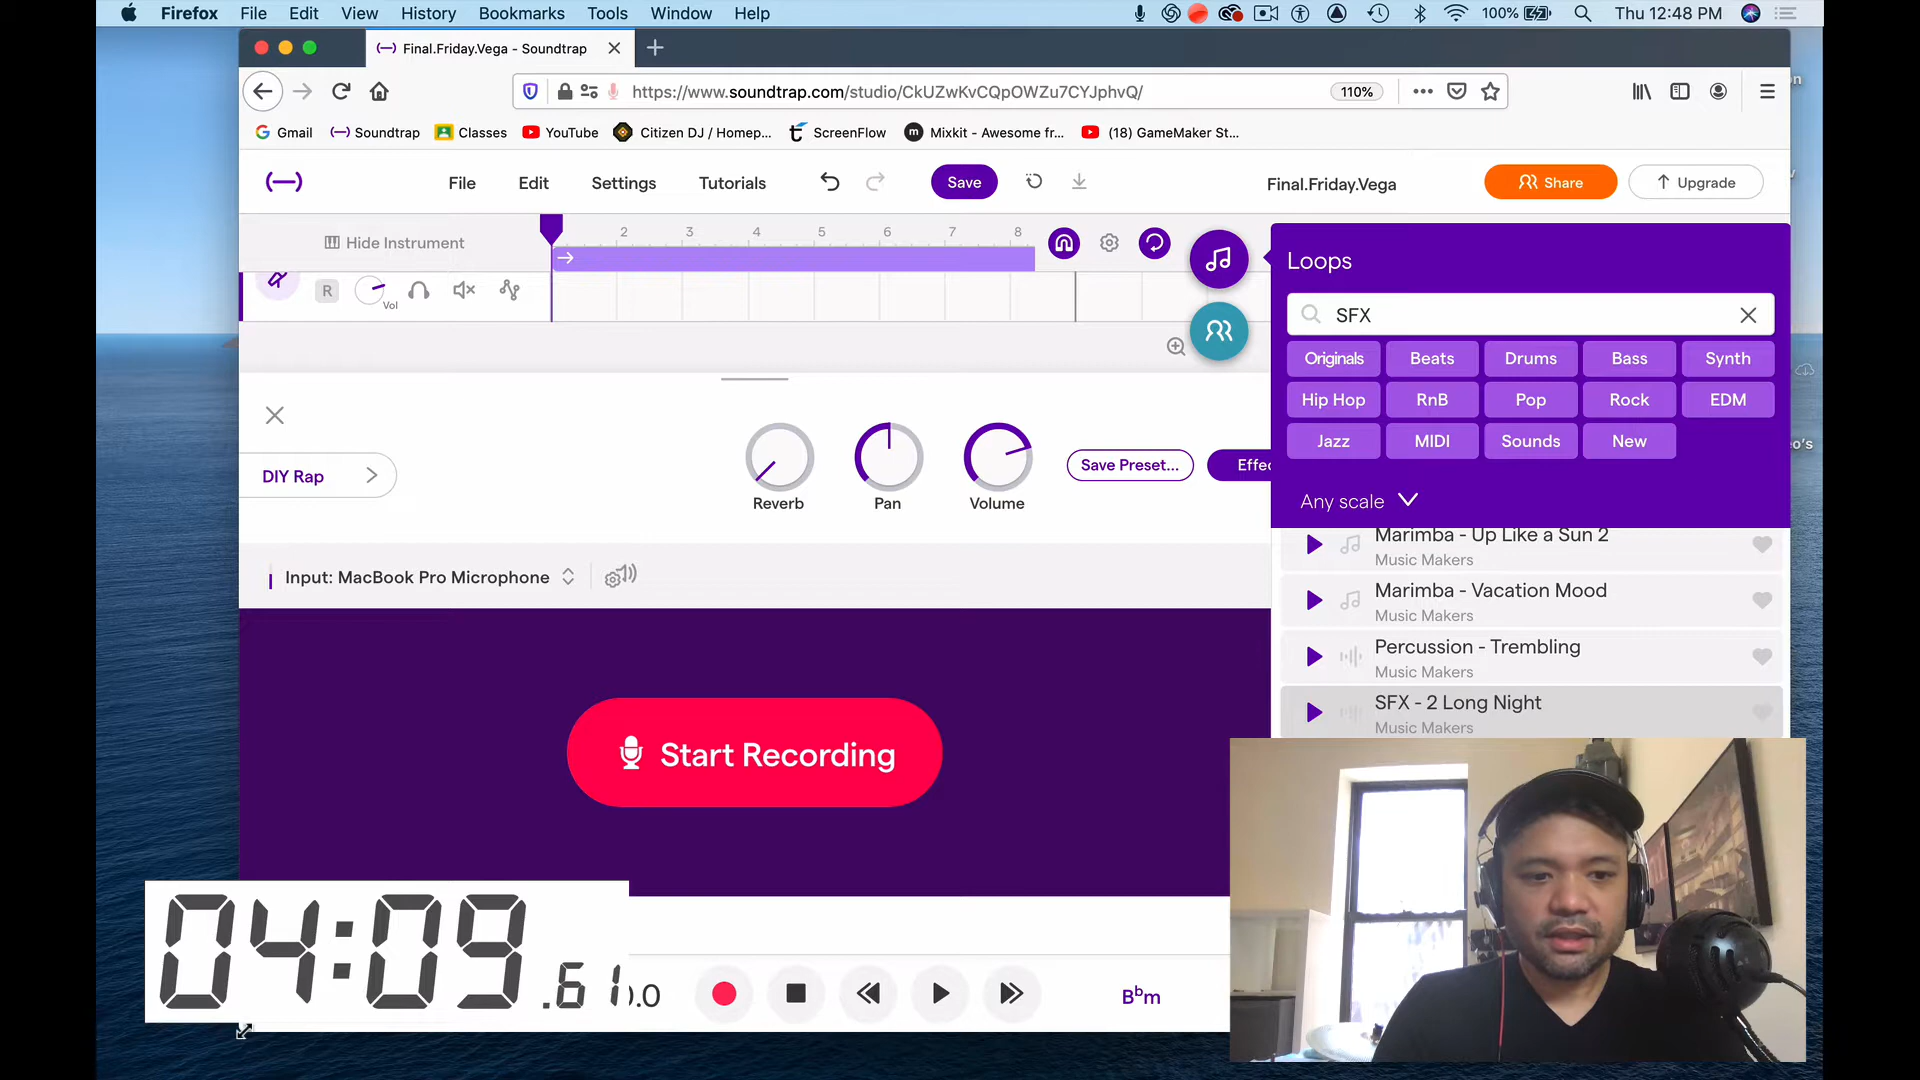 Firefox File Edit View History Bookmarks Tools Window Help 100% Thu 12:48 PM
Final.Friday.Vega - Soundtrap
https://www.soundtrap.com/studio/CkUZwKvCQpOWZu7CYJphvQ/ 110%
Gmail Soundtrap Classes YouTube Citizen DJ / Homep... ScreenFlow Mixkit - Awesome fr... (18) GameMaker St...
File Edit Settings Tutorials Save Final.Friday.Vega Share Upgrade
Hide Instrument 2 3 4 5 6 7 8
R Vol
Loops
SFX
Originals Beats Drums Bass Synth
Hip Hop RnB Pop Rock EDM
Jazz MIDI Sounds New
Any scale
DIY Rap
Reverb Pan Volume Save Preset... Effec
Input: MacBook Pro Microphone
Marimba - Up Like a Sun 2
Music Makers
Marimba - Vacation Mood
Music Makers
Percussion - Trembling
Music Makers
SFX - 2 Long Night
Music Makers
Start Recording
04:09.61
0.0
Bbm